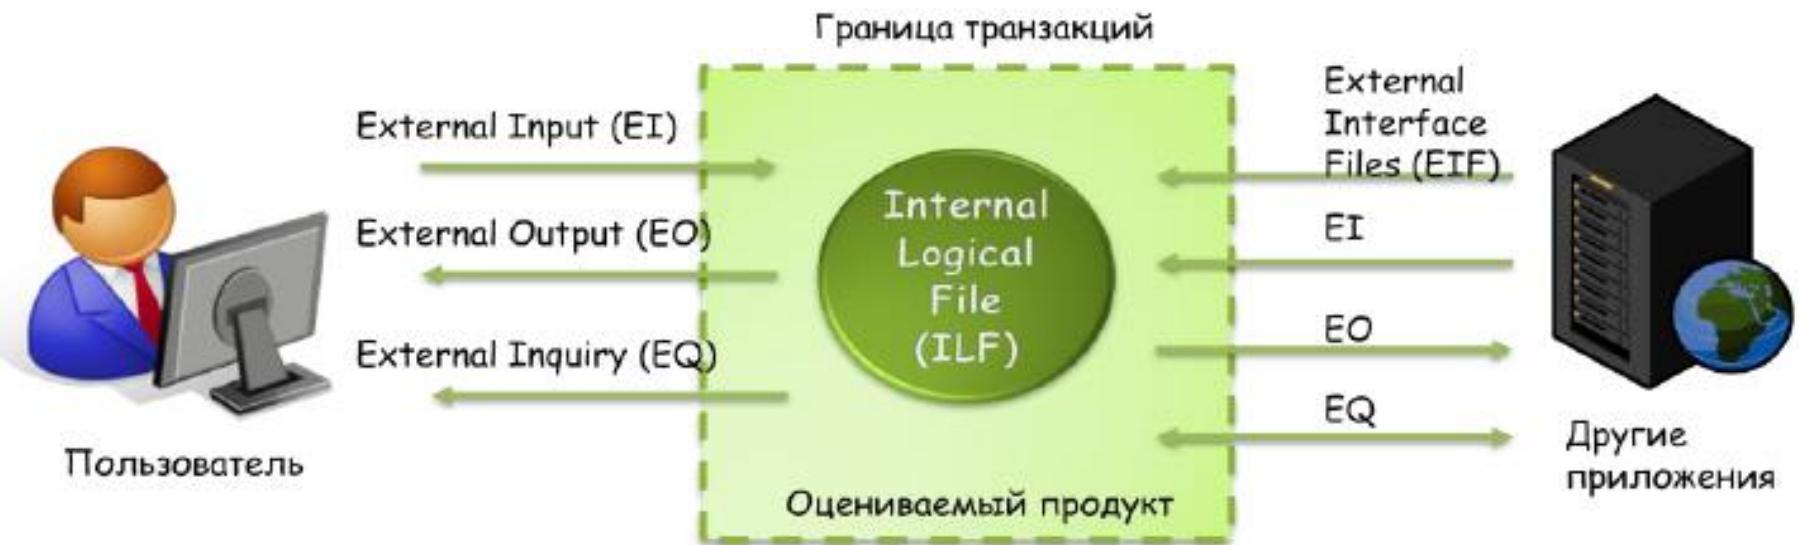 Граница транзакций
External Input (EI)
External Output (EO)
External Inquiry (EQ)
Пользователь
Internal
Logical
File
(ILF)
Оцениваемый продукт
External
Interface
Files (EIF)
EI
EO
EQ
Другие
приложения